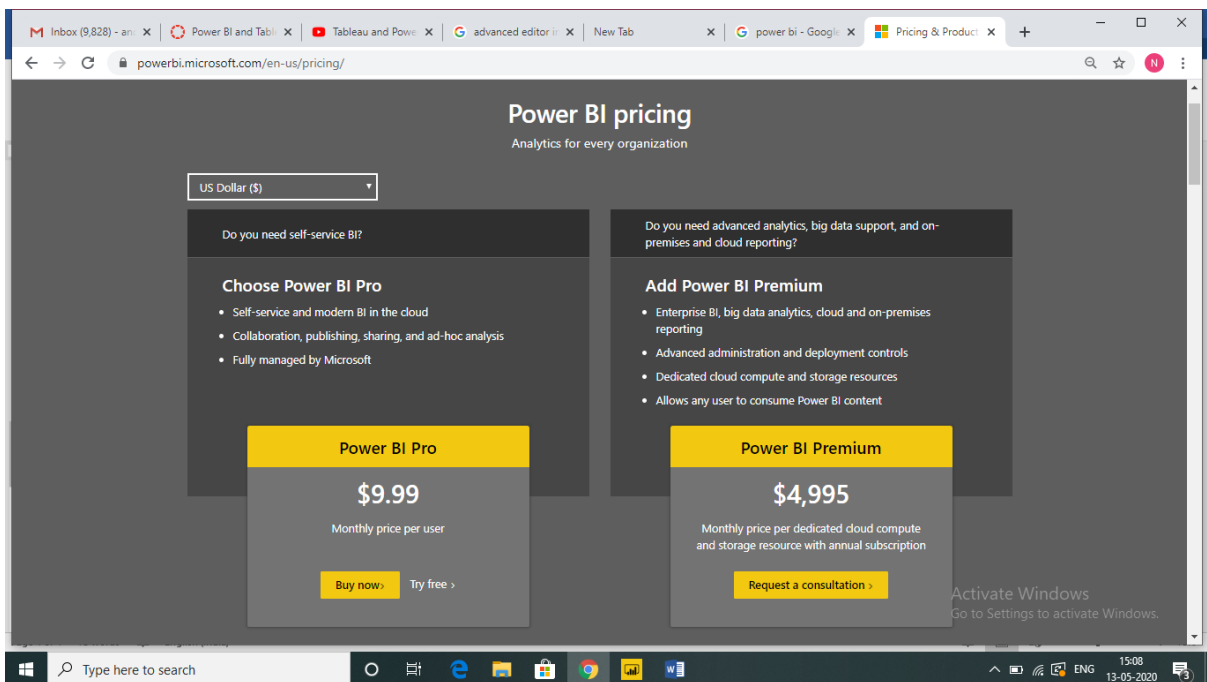 Inbox (9,828) - an
Power BI and Tabl
Tableau and Powe
advanced editor i
New Tab
power bi - Google
Pricing & Product
powerbi.microsoft.com/en-us/pricing/
N
Power BI pricing
Analytics for every organization
US Dollar ($)
Do you need self-service BI?
Choose Power BI Pro
• Self-service and modern BI in the cloud
• Collaboration, publishing, sharing, and ad-hoc analysis
• Fully managed by Microsoft
Power BI Pro
$9.99
Monthly price per user
Buy now›
Try free ›
Do you need advanced analytics, big data support, and on-
premises and cloud reporting?
Add Power BI Premium
• Enterprise BI, big data analytics, cloud and on-premises
reporting
• Advanced administration and deployment controls
• Dedicated cloud compute and storage resources
• Allows any user to consume Power BI content
Power BI Premium
$4,995
Monthly price per dedicated cloud compute
and storage resource with annual subscription
Request a consultation ›
Activate Windows
Go to Settings to activate Windows.
Type here to search
ENG
15:08
13-05-2020
3